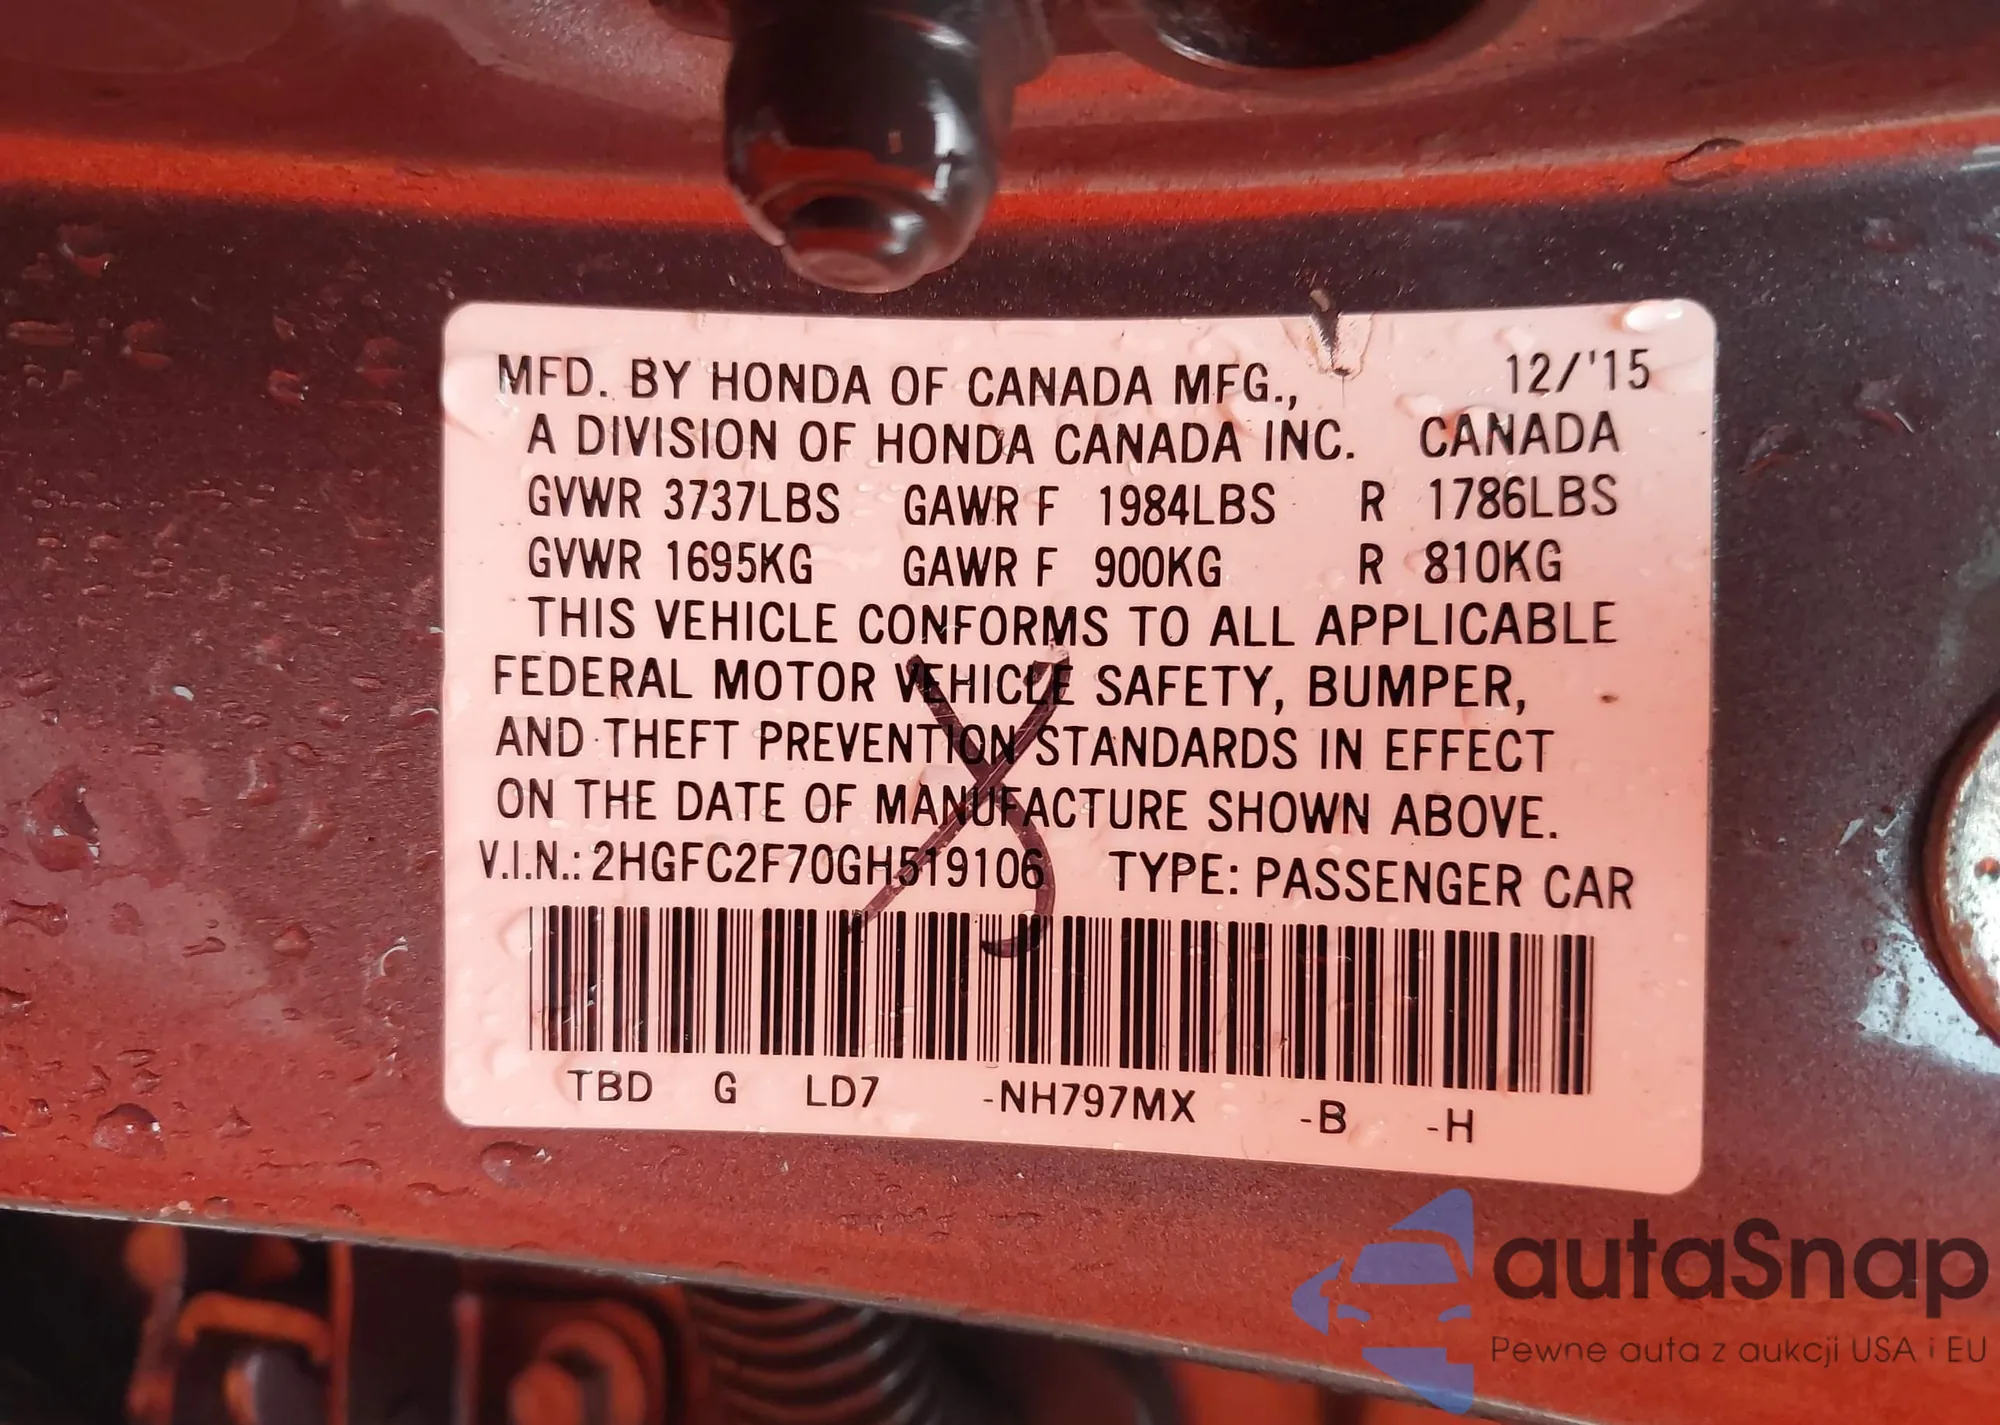 MFD. BY HONDA OF CANADA MFG., 12/'15
A DIVISION OF HONDA CANADA INC. CANADA
GVWR 3737LBS GAWR F 1984LBS R 1786LBS
GVWR 1695KG GAWR F 900KG R 810KG
THIS VEHICLE CONFORMS TO ALL APPLICABLE
FEDERAL MOTOR VEHICLE SAFETY, BUMPER,
AND THEFT PREVENTION STANDARDS IN EFFECT
ON THE DATE OF MANUFACTURE SHOWN ABOVE.
V.I.N.: 2HGFC2F70GH519106 TYPE: PASSENGER CAR
TBD G LD7 -NH797MX -B -H
autaSnap
Pewne auta z aukcji USA i EU